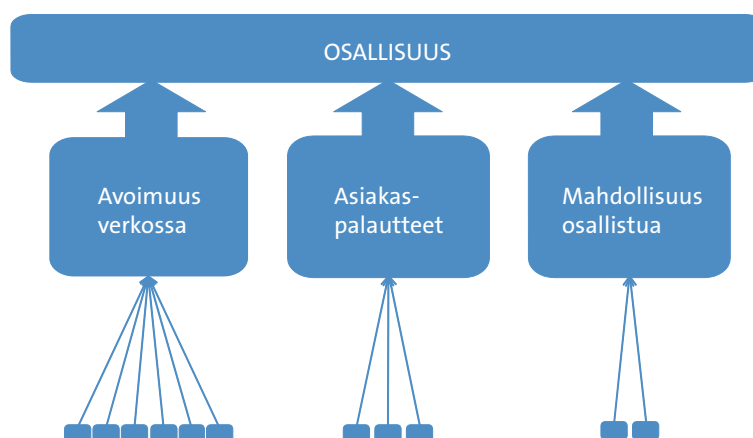 OSALLISUUS
Avoimuus
verkossa
Asiakas-
palautteet
Mahdollisuus
osallistua